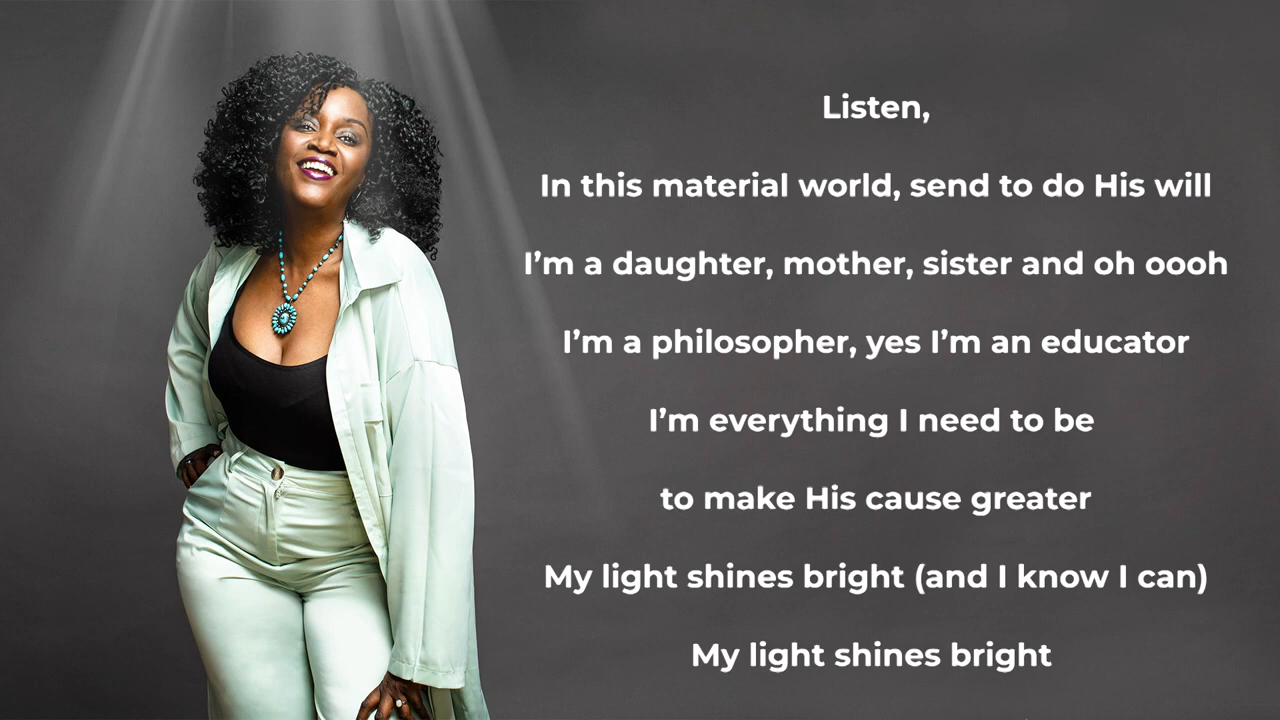 Listen,
In this material world, send to do His will
I’m a daughter, mother, sister and oh oooh
I’m a philosopher, yes I’m an educator
I’m everything I need to be
to make His cause greater
My light shines bright (and I know I can)
My light shines bright